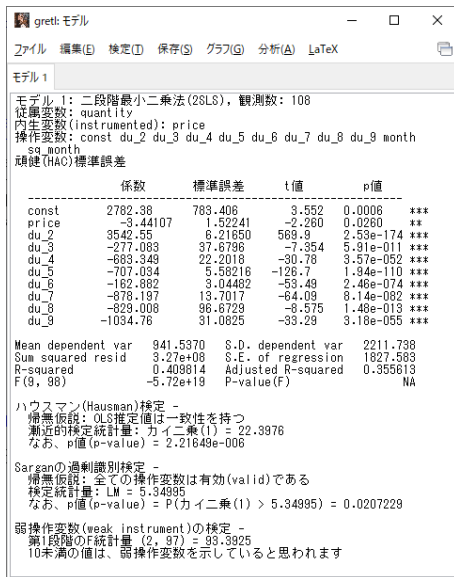 gretl: モデル
ファイル 編集(E) 検定(T) 保存(S) グラフ(G) 分析(A) LaTeX
モデル 1
モデル 1: 二段階最小二乗法(2SLS), 観測数: 108
従属変数: quantity
内生変数(instrumented): price
操作変数: const du_2 du_3 du_4 du_5 du_6 du_7 du_8 du_9 month
sq_month
頑健(HAC)標準誤差
係数 標準誤差 t値 p値
const 2782.38 783.406 3.552 0.0006 ***
price -3.44107 1.52241 -2.260 0.0260 **
du_2 3542.55 6.21650 569.9 2.53e-174 ***
du_3 -277.083 37.6796 -7.354 5.91e-011 ***
du_4 -683.349 22.2018 -30.78 3.57e-052 ***
du_5 -707.034 5.58216 -126.7 1.94e-110 ***
du_6 -162.882 3.04482 -53.49 2.46e-074 ***
du_7 -878.197 13.7017 -64.09 8.14e-082 ***
du_8 -829.008 96.6729 -8.575 1.48e-013 ***
du_9 -1034.76 31.0825 -33.29 3.18e-055 ***
Mean dependent var 941.5370 S.D. dependent var 2211.738
Sum squared resid 3.27e+08 S.E. of regression 1827.583
R-squared 0.409814 Adjusted R-squared 0.355613
F(9, 98) -5.72e+19 P-value(F) NA
ハウスマン(Hausman)検定 -
帰無仮説: OLS推定値は一致性を持つ
漸近的検定統計量: カイ二乗(1) = 22.3976
なお、p値(p-value) = 2.21649e-006
Sarganの過剰識別検定 -
帰無仮説: 全ての操作変数は有効(valid)である
検定統計量: LM = 5.34995
なお、p値(p-value) = P(カイ二乗(1) > 5.34995) = 0.0207229
弱操作変数(weak instrument)の検定 -
第1段階のF統計量 (2, 97) = 93.3925
10未満の値は、弱操作変数を示していると思われます